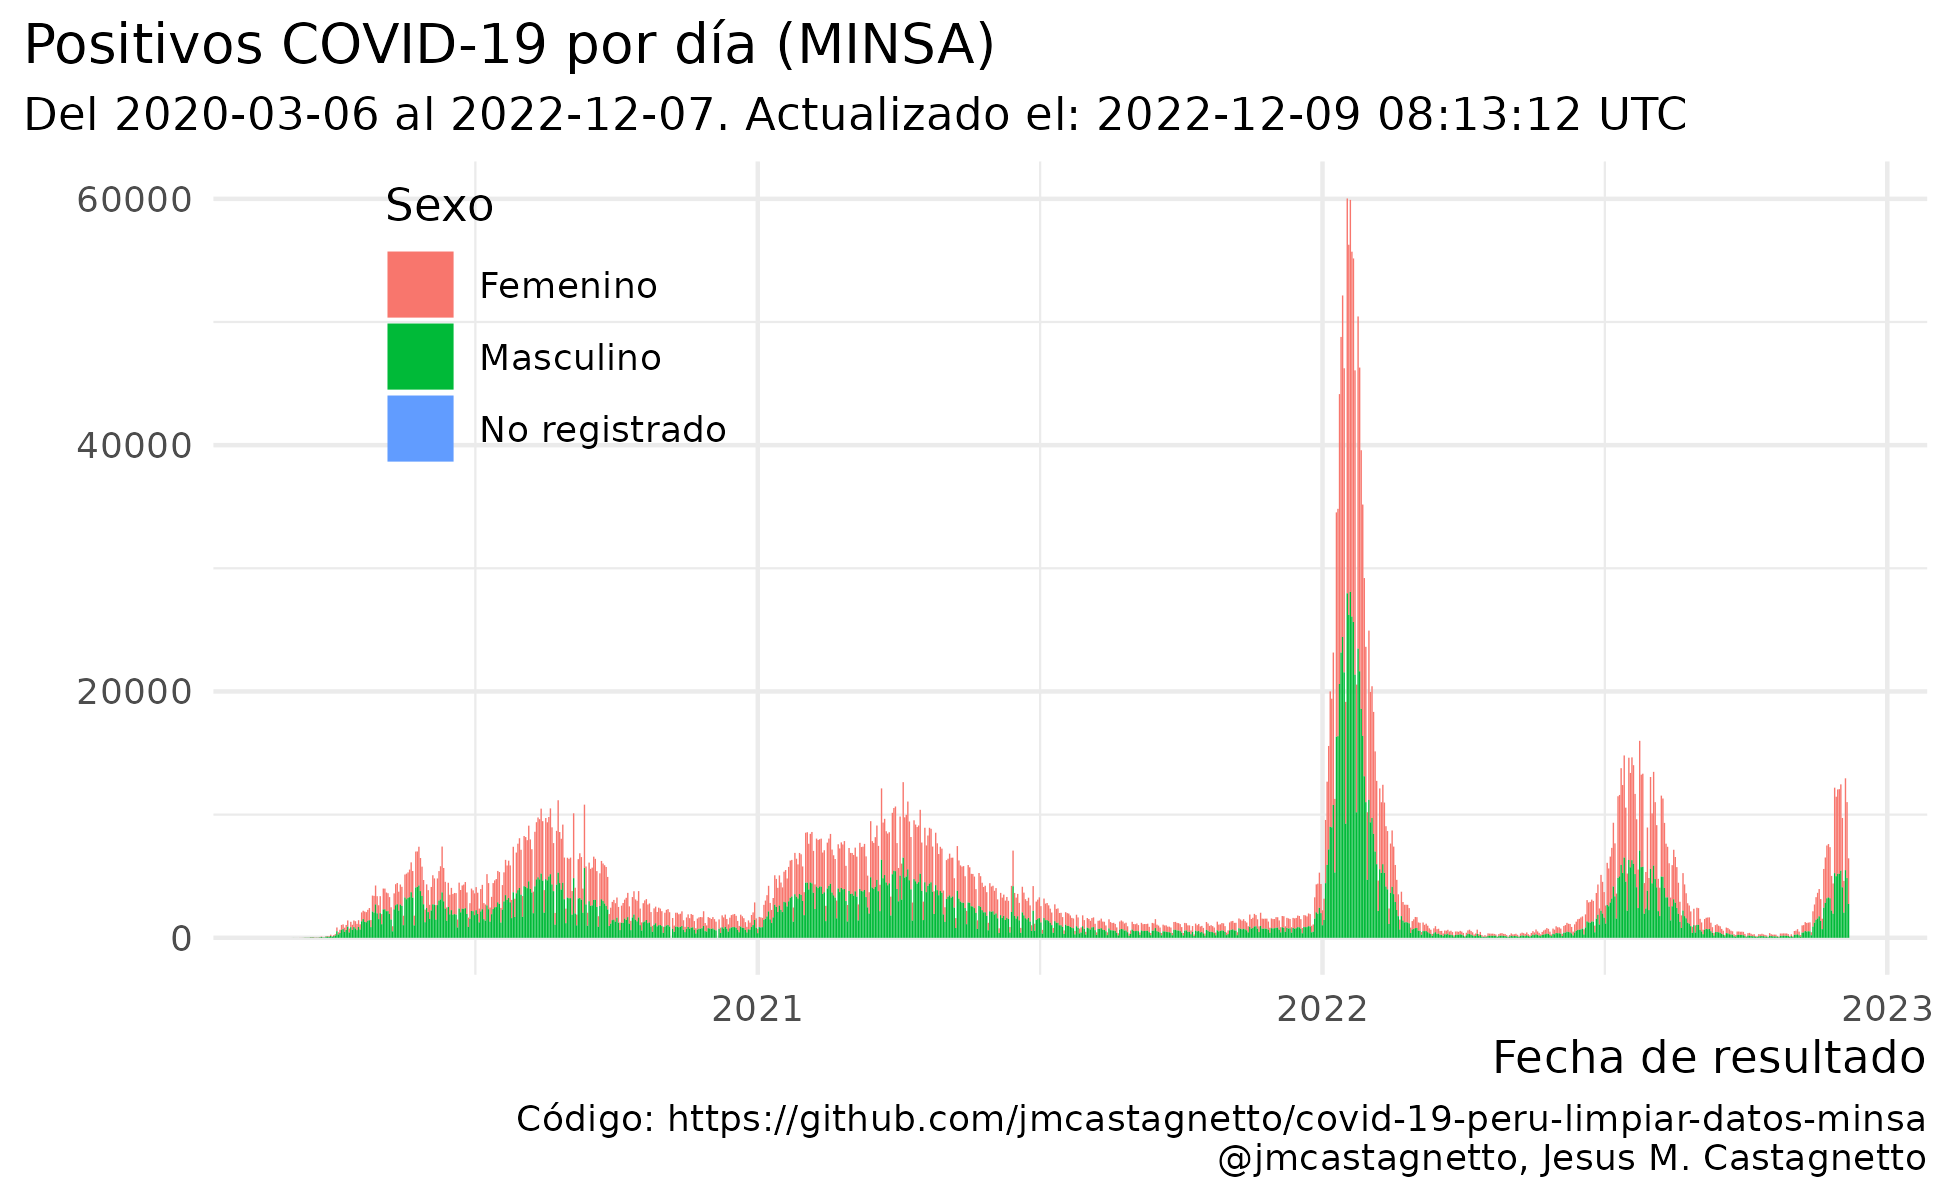 Positivos COVID-19 por día (MINSA)
Del 2020-03-06 al 2022-12-07. Actualizado el: 2022-12-09 08:13:12 UTC
60000
40000
20000
0
Sexo
Femenino
Masculino
No registrado
2021 2022 2023
Fecha de resultado
Código: https://github.com/jmcastagnetto/covid-19-peru-limpiar-datos-minsa
@jmcastagnetto, Jesus M. Castagnetto